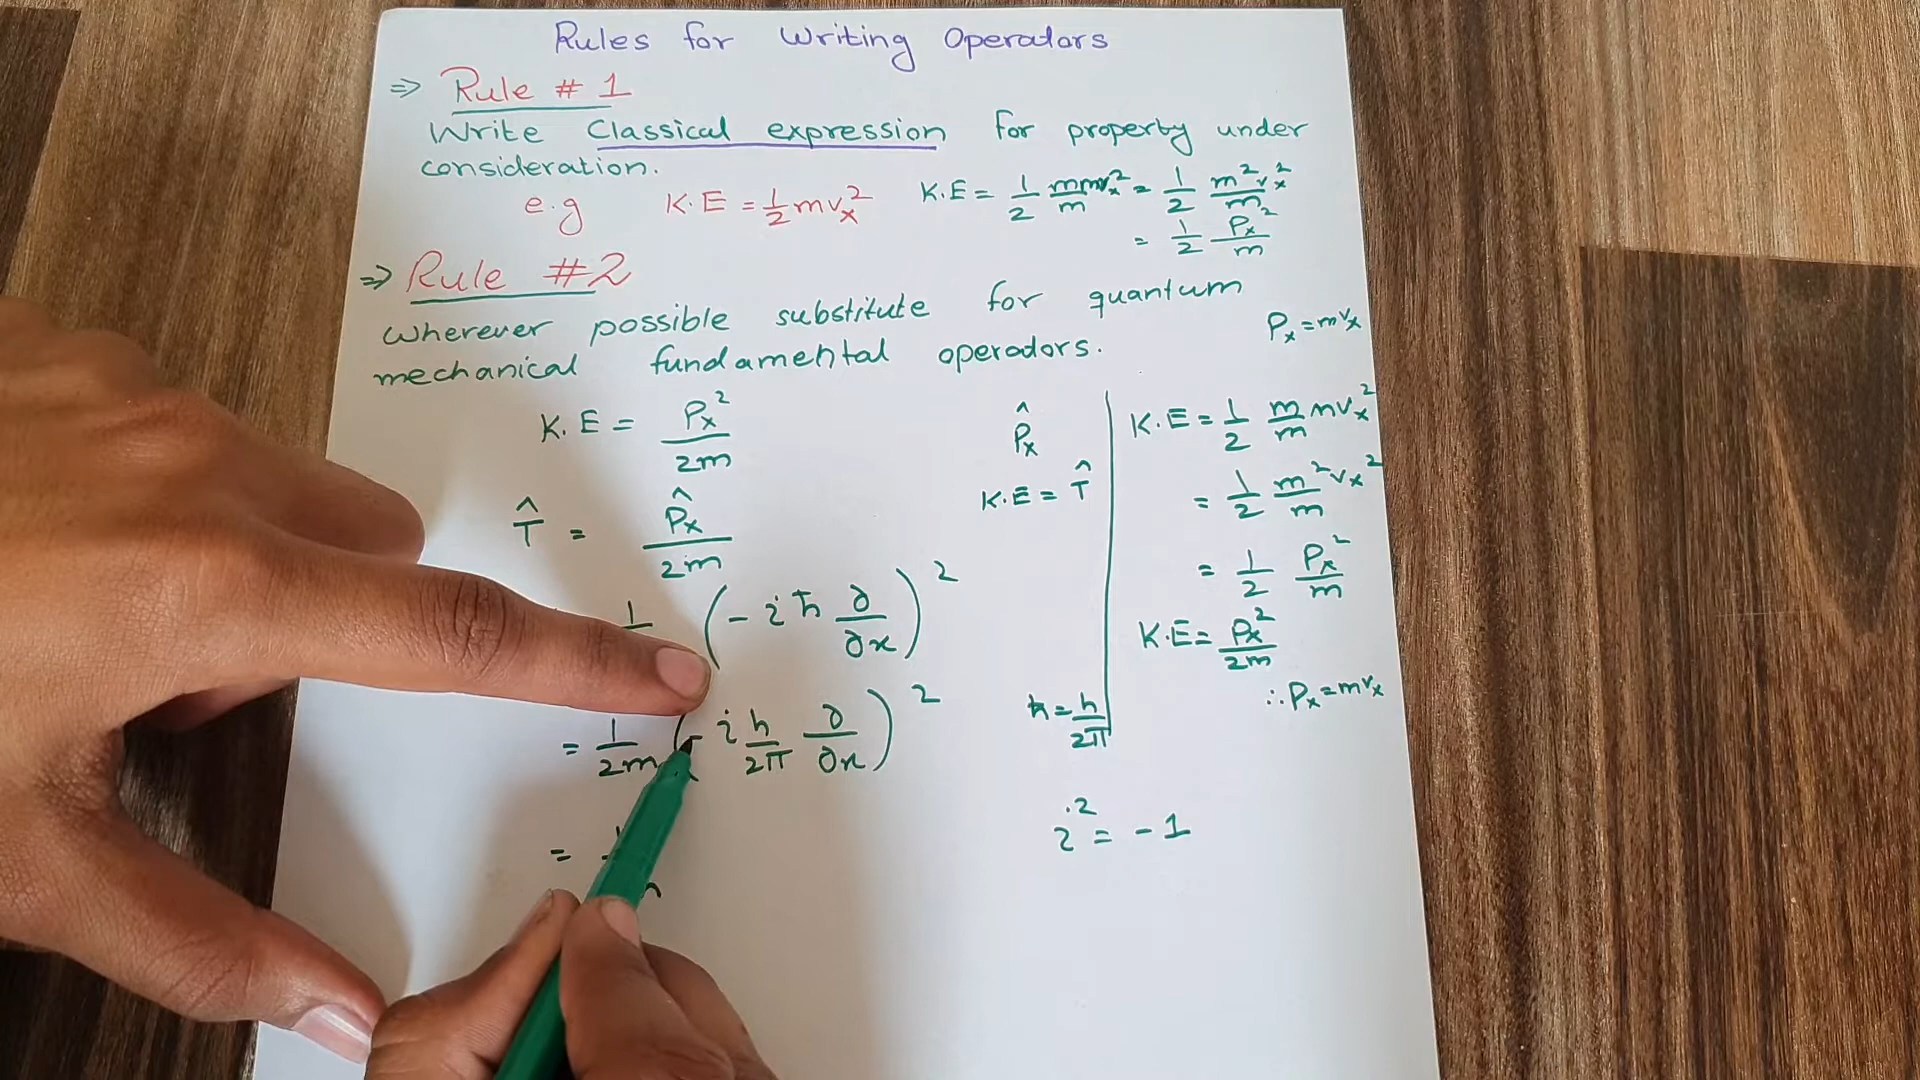 Rules for Writing Operators
⇒ Rule # 1
Write Classical expression for property under
consideration.
e.g K.E = 1/2 mvₓ² K.E = 1/2 mmvₓ²/m = 1/2 m²vₓ²/m
= 1/2 Pₓ²/m
⇒ Rule #2
Wherever possible substitute for quantum
mechanical fundamental operators.
Pₓ = mvₓ
K.E = Pₓ²/2m
T̂ = P̂ₓ/2m
= 1 (-iħ ∂/∂x)²
= 1/2m (-i h/2π ∂/∂x)²
=
P̂ₓ
K.E = T̂
ħ = h/2π
i² = -1
K.E = 1/2 m/m mvₓ²
= 1/2 m²vₓ²/m
= 1/2 Pₓ²/m
K.E = Pₓ²/2m
∴ Pₓ = mvₓ